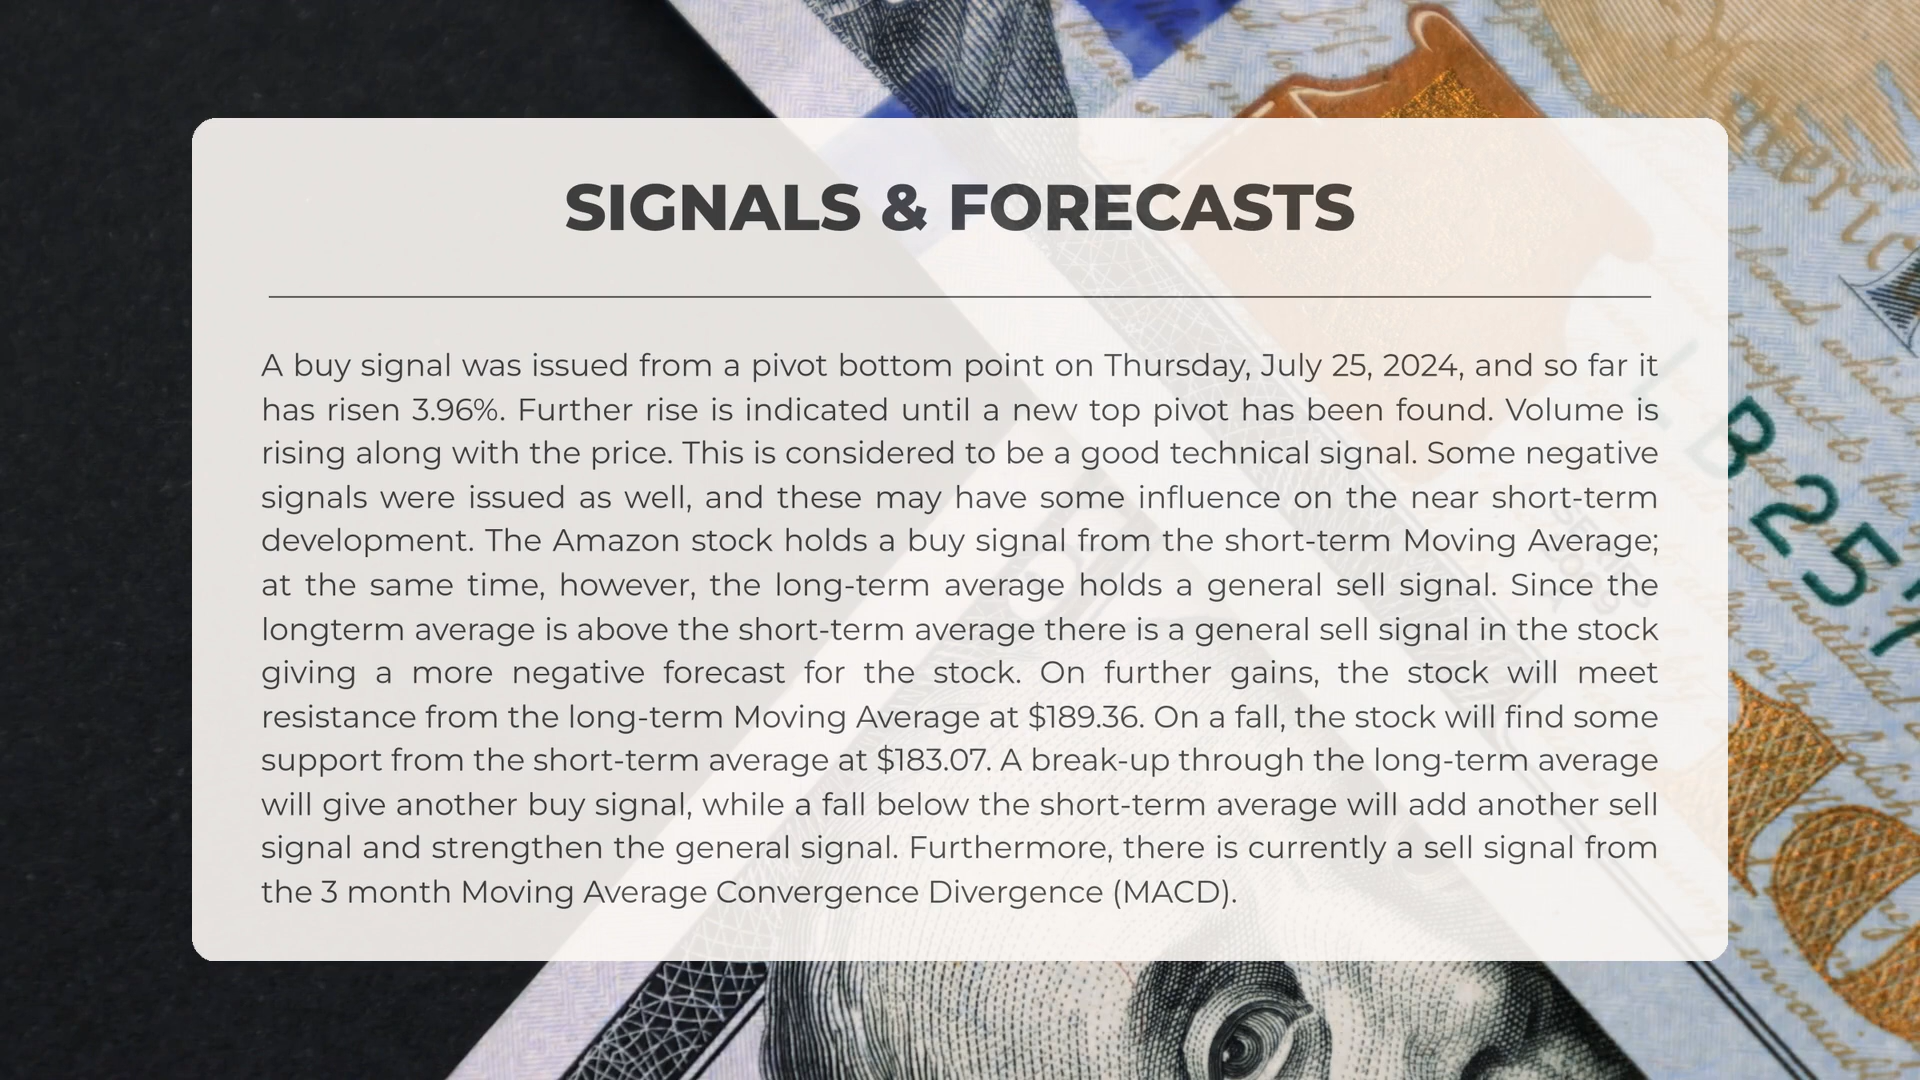 SIGNALS & FORECASTS
A buy signal was issued from a pivot bottom point on Thursday, July 25, 2024, and so far it
has risen 3.96%. Further rise is indicated until a new top pivot has been found. Volume is
rising along with the price. This is considered to be a good technical signal. Some negative
signals were issued as well, and these may have some influence on the near short-term
development. The Amazon stock holds a buy signal from the short-term Moving Average;
at the same time, however, the long-term average holds a general sell signal. Since the
longterm average is above the short-term average there is a general sell signal in the stock
giving a more negative forecast for the stock. On further gains, the stock will meet
resistance from the long-term Moving Average at $189.36. On a fall, the stock will find some
support from the short-term average at $183.07. A break-up through the long-term average
will give another buy signal, while a fall below the short-term average will add another sell
signal and strengthen the general signal. Furthermore, there is currently a sell signal from
the 3 month Moving Average Convergence Divergence (MACD).